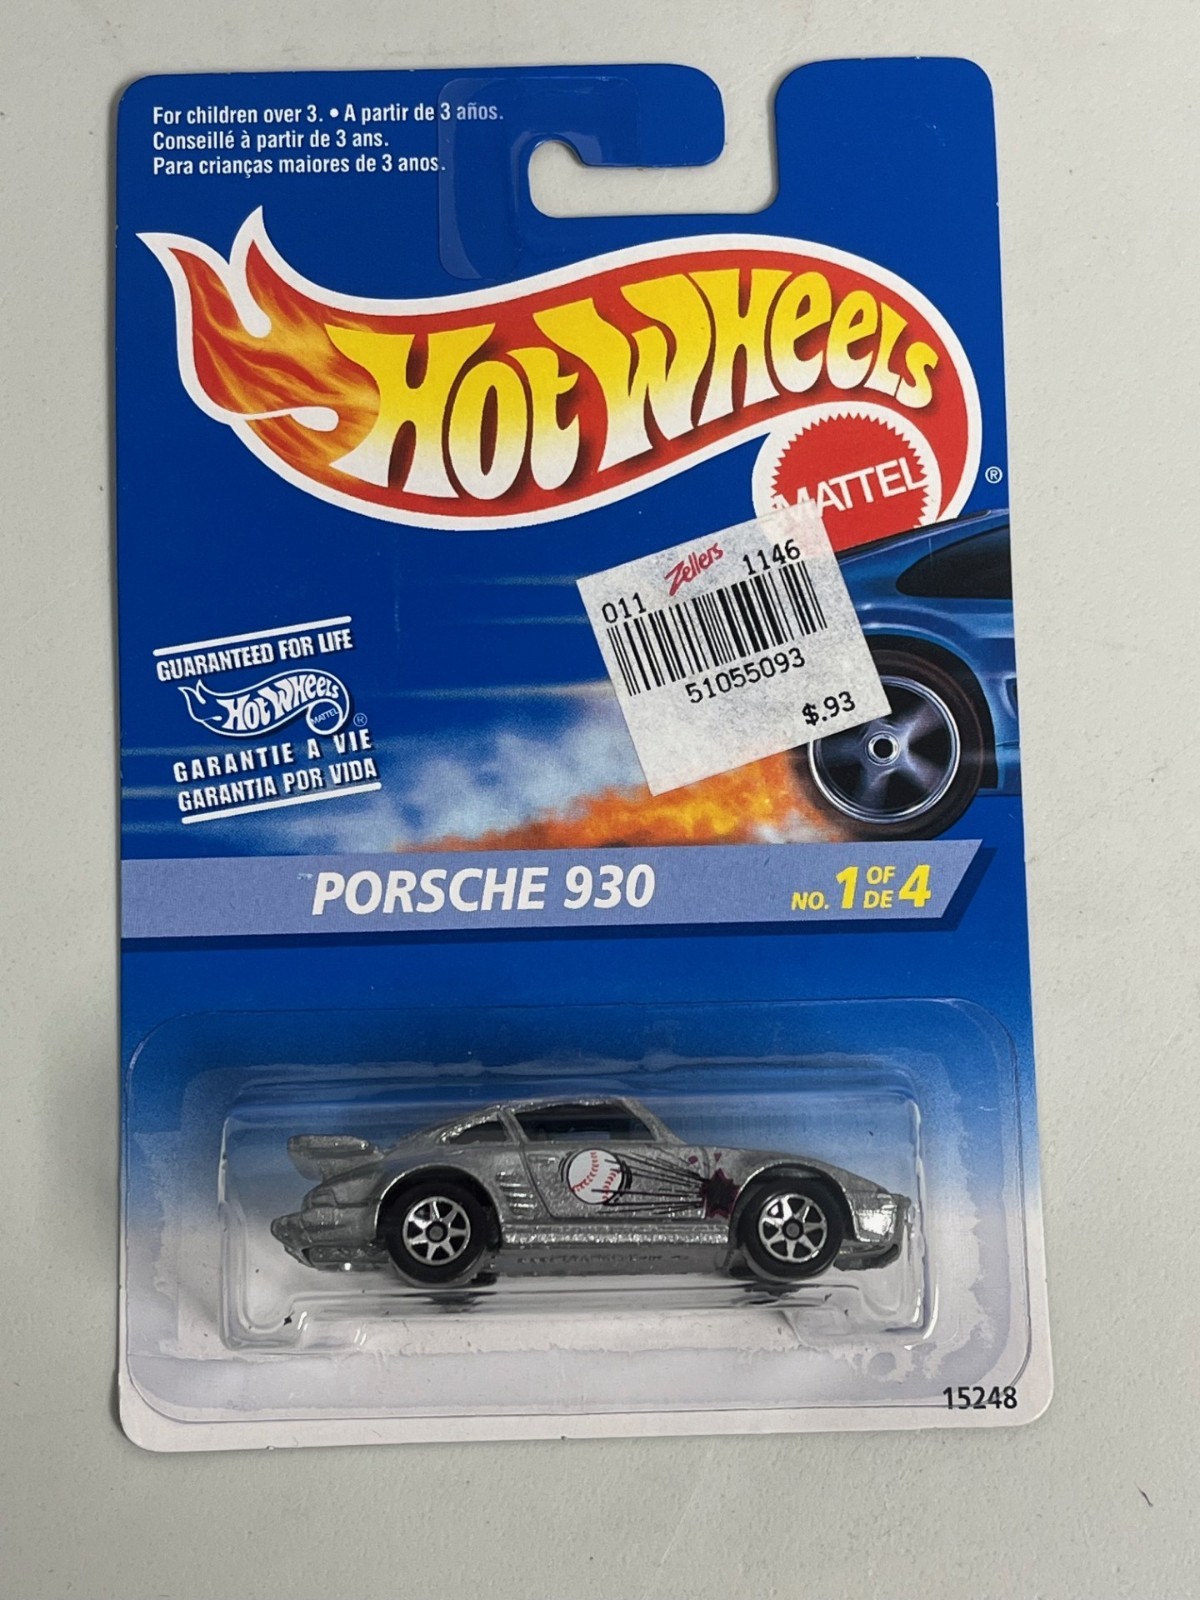 For children over 3. • A partir de 3 años.
Conseillé à partir de 3 ans.
Para crianças maiores de 3 anos.
HOT WHEELS
MATTEL
®
Zellers
011 1146
51055093
$.93
GUARANTEED FOR LIFE
HOT WHEELS
MATTEL
®
GARANTIE A VIE
GARANTIA POR VIDA
PORSCHE 930
NO. 1 OF DE 4
15248